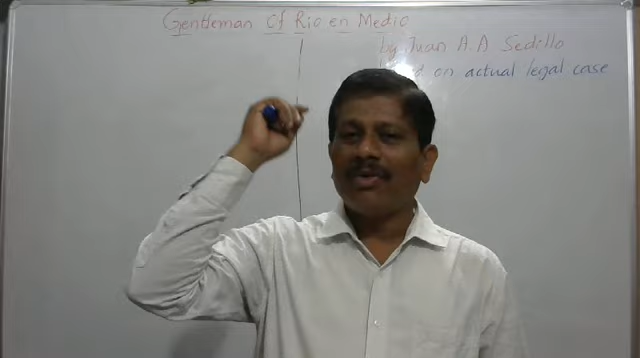 Gentleman Of Rio en Medio
by Juan A.A Sedillo
on actual legal case